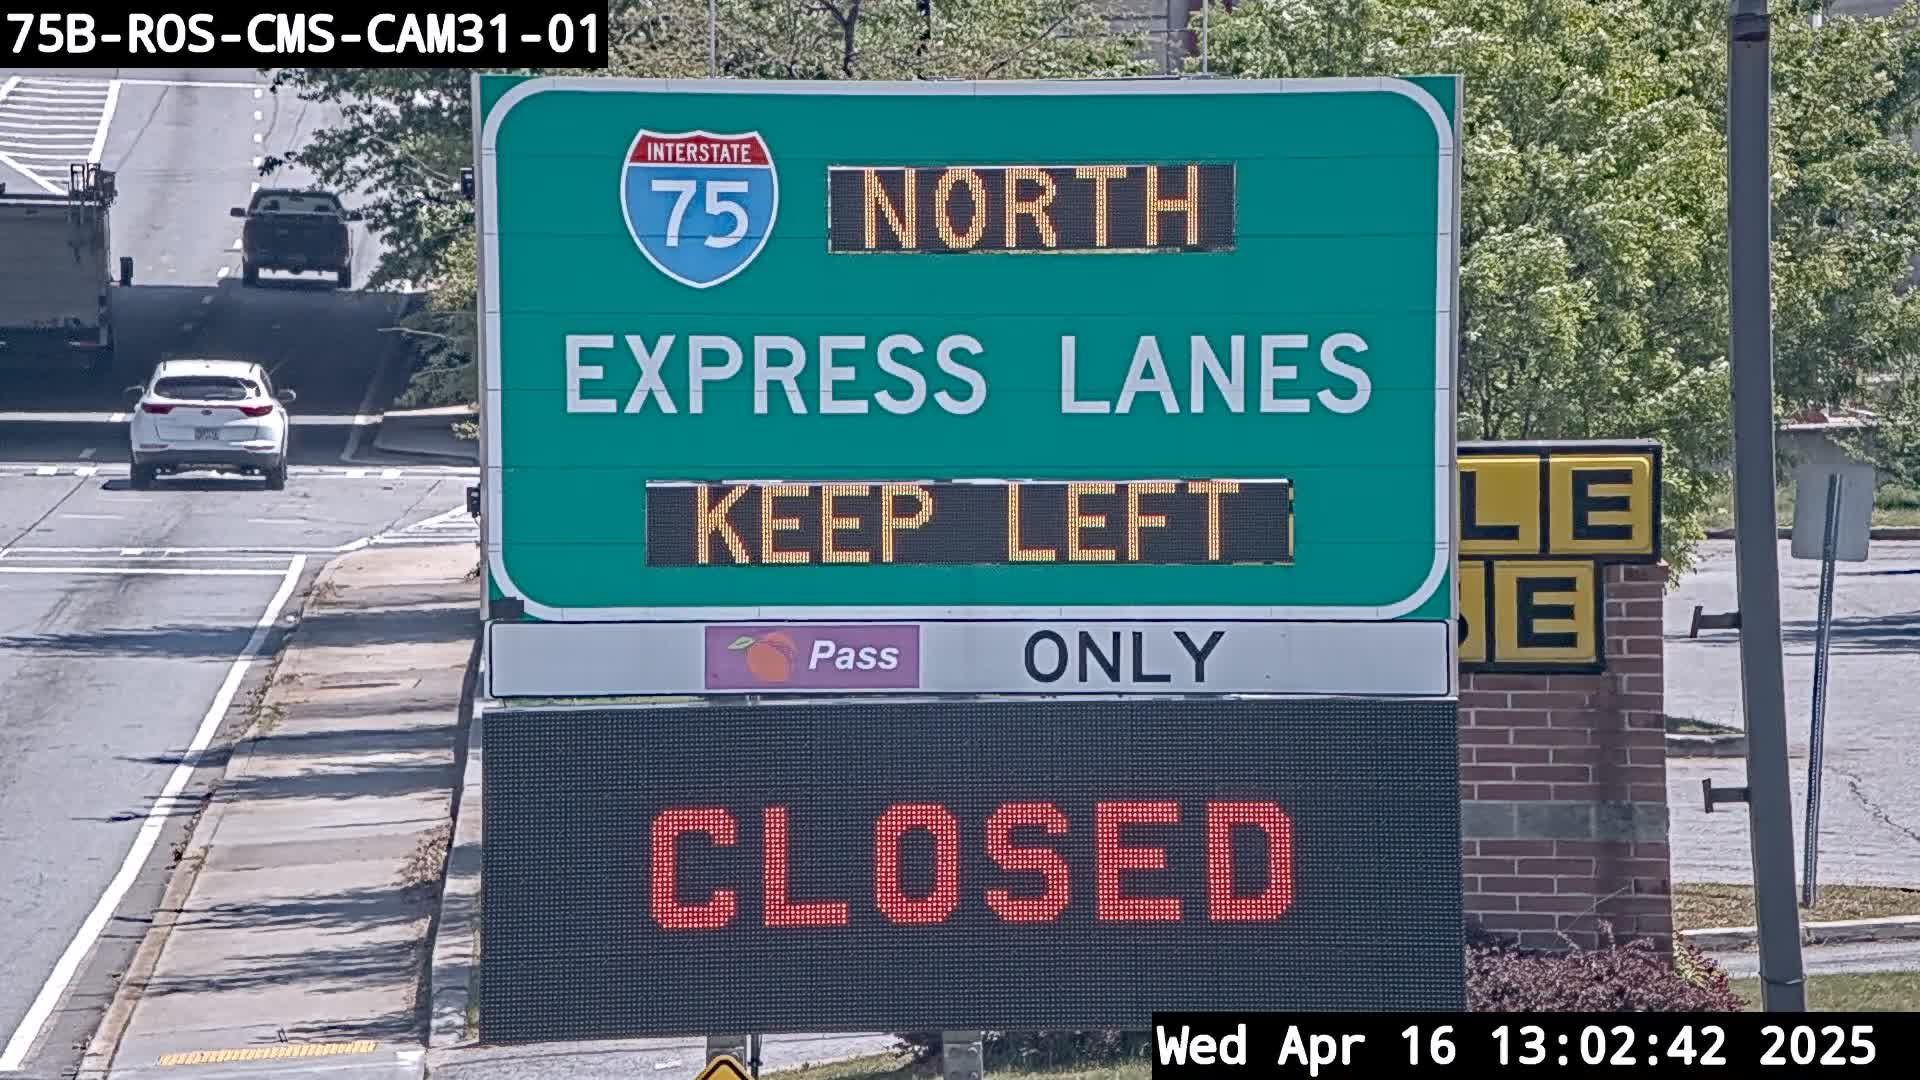 75B-ROS-CMS-CAM31-01
INTERSTATE
75
NORTH
EXPRESS LANES
KEEP LEFT
LE
E
Pass ONLY
CLOSED
Wed Apr 16 13:02:42 2025